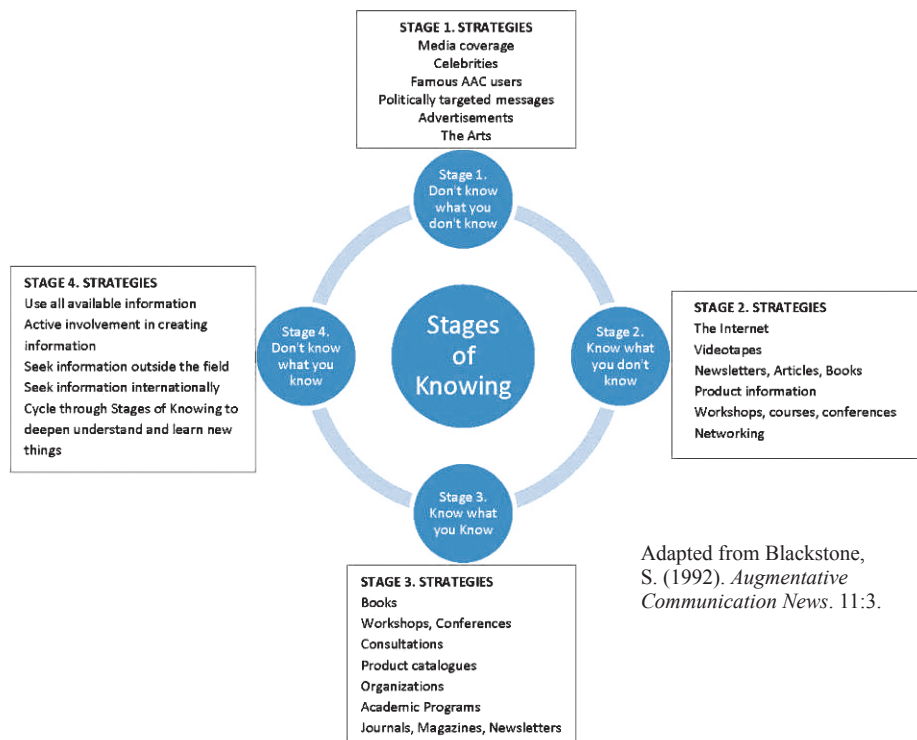 STAGE 1. STRATEGIES
Media coverage
Celebrities
Famous AAC users
Politically targeted messages
Advertisements
The Arts
Stage 1.
Don't know
what you
don't know
STAGE 4. STRATEGIES
Use all available information
Active involvement in creating
information
Seek information outside the field
Seek information internationally
Cycle through Stages of Knowing to
deepen understand and learn new
things
Stage 4.
Don't know
what you
know
Stages
of
Knowing
Stage 2.
Know what
you don't
know
STAGE 2. STRATEGIES
The Internet
Videotapes
Newsletters, Articles, Books
Product information
Workshops, courses, conferences
Networking
Stage 3.
Know what
you Know
STAGE 3. STRATEGIES
Books
Workshops, Conferences
Consultations
Product catalogues
Organizations
Academic Programs
Journals, Magazines, Newsletters
Adapted from Blackstone,
S. (1992). Augmentative
Communication News. 11:3.